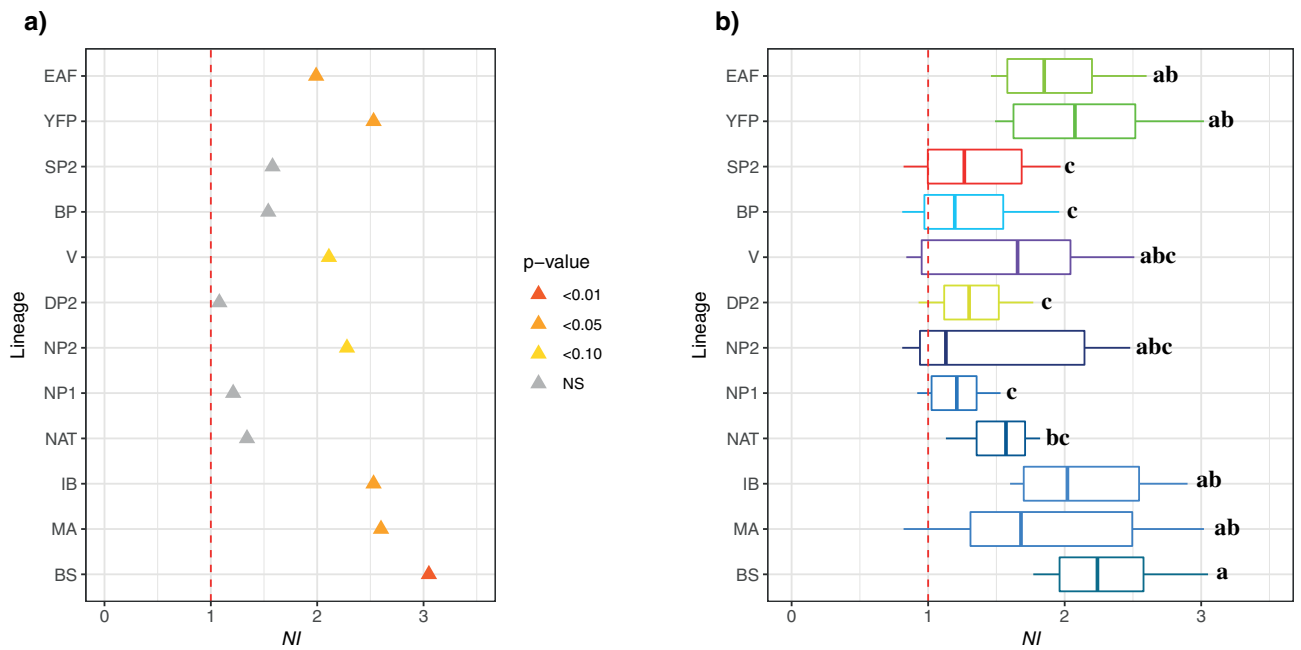 a)
Lineage
EAF
YFP
SP2
BP
V
DP2
NP2
NP1
NAT
IB
MA
BS
0 1 2 3
NI
p−value
<0.01
<0.05
<0.10
NS
b)
Lineage
EAF ab
YFP ab
SP2 c
BP c
V abc
DP2 c
NP2 abc
NP1 c
NAT bc
IB ab
MA ab
BS a
0 1 2 3
NI